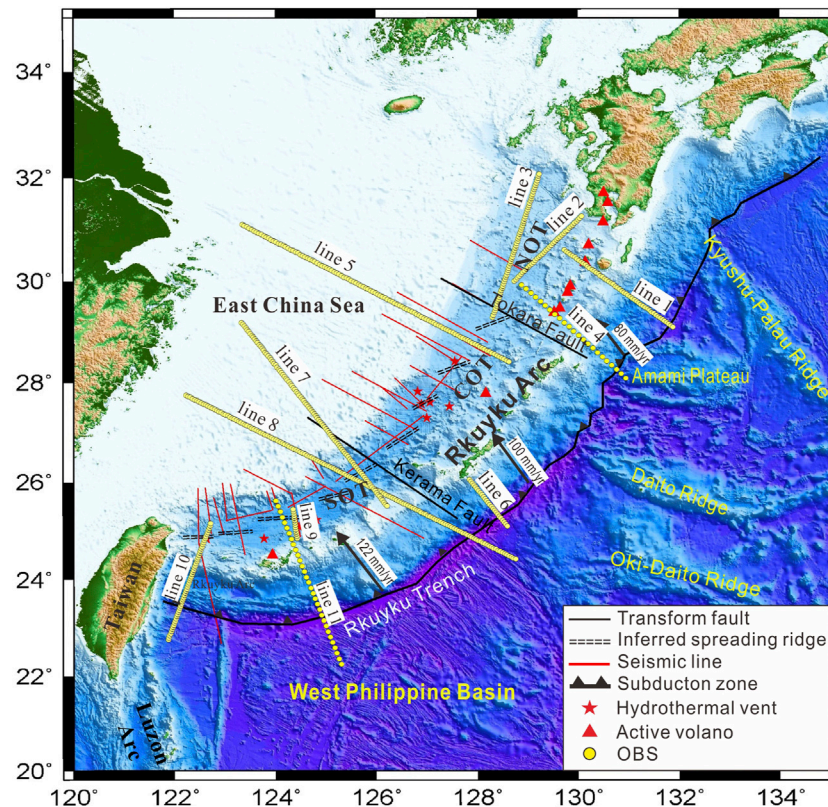 34°
32°
30°
28°
26°
24°
22°
20°
120
122
124
126
128
130
132
134
line 3
line 2
NOT
line 5
line 1
Kyushu-Palau Ridge
East China Sea
Tokara Fault
line 4
80 mm/yr
line 7
COT
Amami Plateau
line 8
Rkuyku Arc
100 mm/yr
SOT
Kerama Fault
line 6
Daito Ridge
line 9
122 mm/yr
Oki-Daito Ridge
Taiwan
line 10
line 11
Rkuyku Trench
West Philippine Basin
Luzon
Arc
Transform fault
Inferred spreading ridge
Seismic line
Subducton zone
Hydrothermal vent
Active volano
OBS